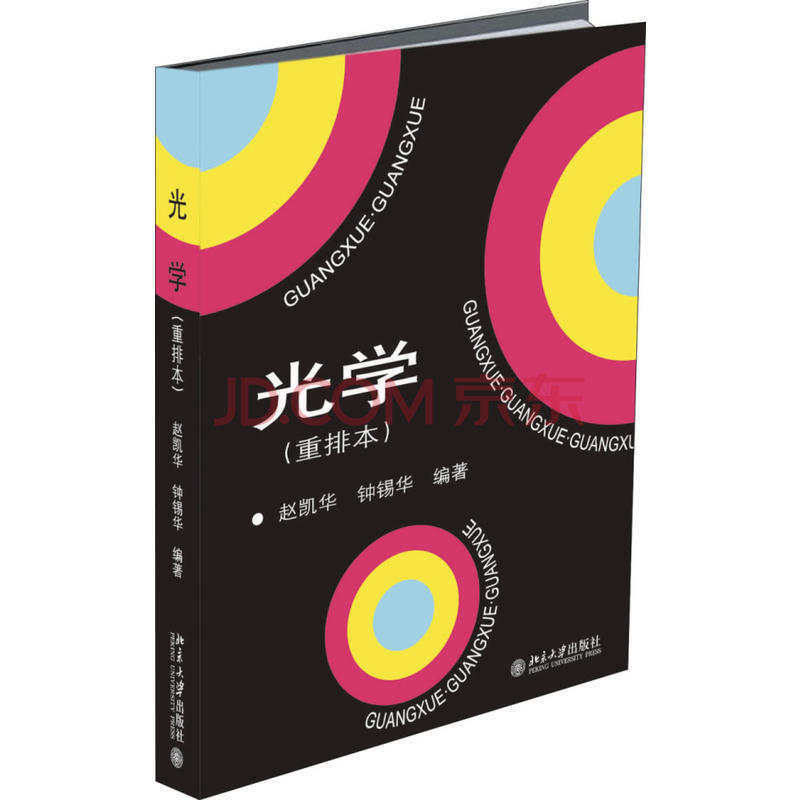 光学
(重排本)
赵凯华 钟锡华 编著
北京大学出版社
PEKING UNIVERSITY PRESS
GUANGXUE·GUANGXUE
GUANGXUE·GUANGXUE·GUANGXU
GUANGXUE·GUANGXUE·GUANGXUE
JD.COM 京东
光学
(重排本)
赵凯华 钟锡华 编著
北京大学出版社
PEKING UNIVERSITY PRESS